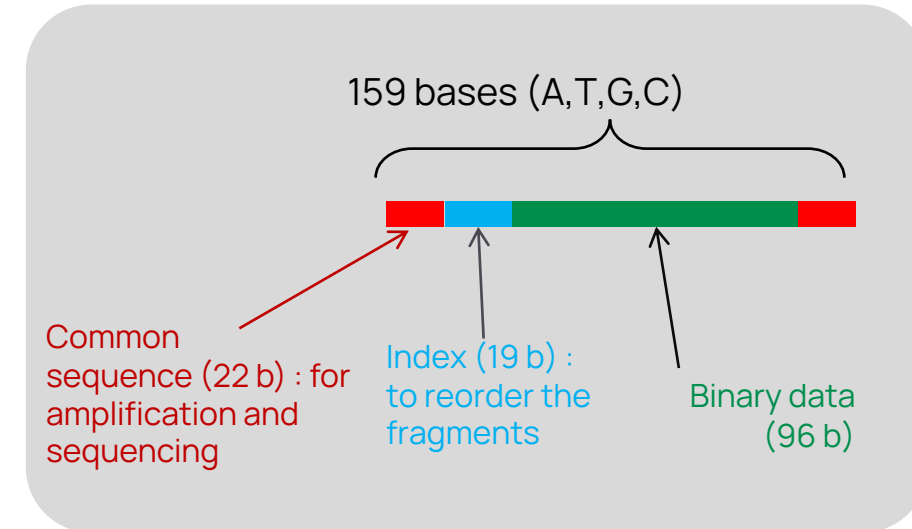 159 bases (A,T,G,C)
Common
sequence (22 b) : for
amplification and
sequencing
Index (19 b) :
to reorder the
fragments
Binary data
(96 b)